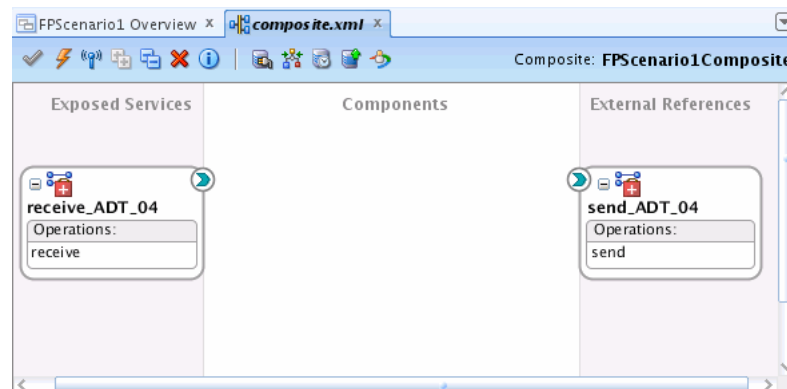 FPScenario1 Overview composite.xml
Composite: FPScenario1Composite
Exposed Services Components External References
receive_ADT_04 send_ADT_04
Operations: Operations:
receive send